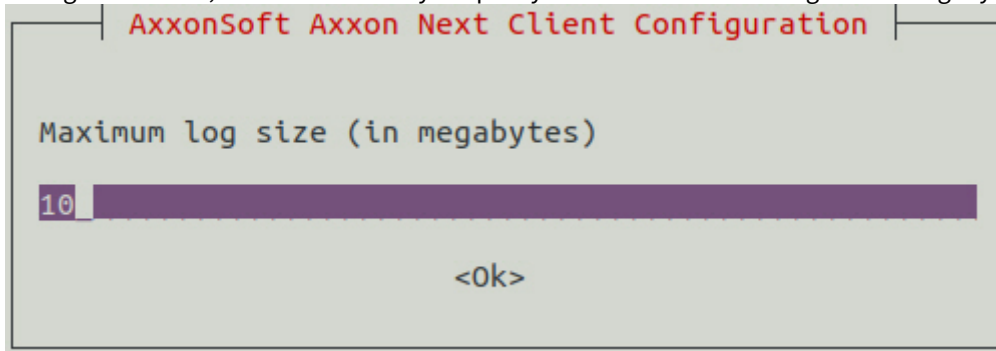 AxxonSoft Axxon Next Client Configuration
Maximum log size (in megabytes)
10
<Ok>